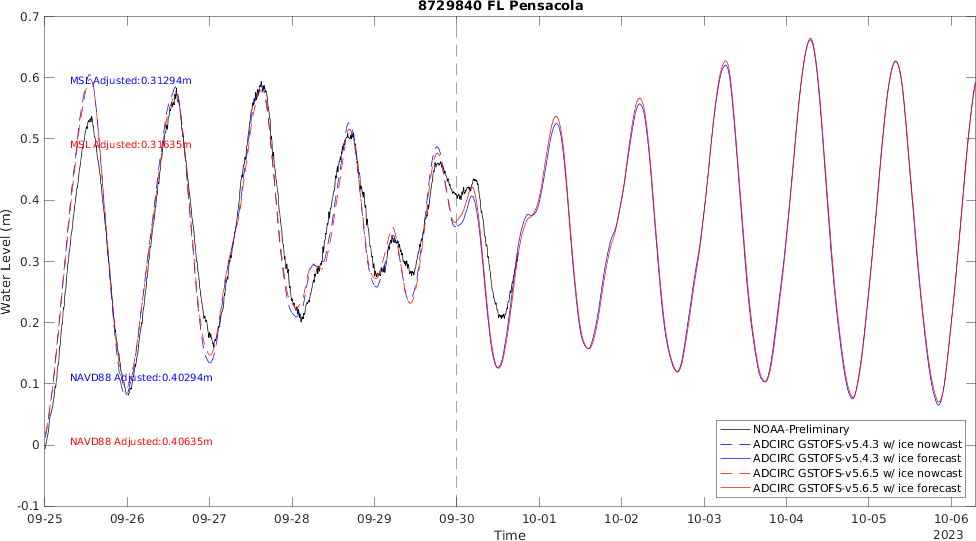 8729840 FL Pensacola
0.7
0.6
0.5
0.4
0.3
0.2
0.1
0
-0.1
Water Level (m)
MSL Adjusted:0.31294m
MSL Adjusted:0.31635m
NAVD88 Adjusted:0.40294m
NAVD88 Adjusted:0.40635m
NOAA-Preliminary
ADCIRC GSTOFS-v5.4.3 w/ ice nowcast
ADCIRC GSTOFS-v5.4.3 w/ ice forecast
ADCIRC GSTOFS-v5.6.5 w/ ice nowcast
ADCIRC GSTOFS-v5.6.5 w/ ice forecast
09-25 09-26 09-27 09-28 09-29 09-30 10-01 10-02 10-03 10-04 10-05 10-06
2023
Time